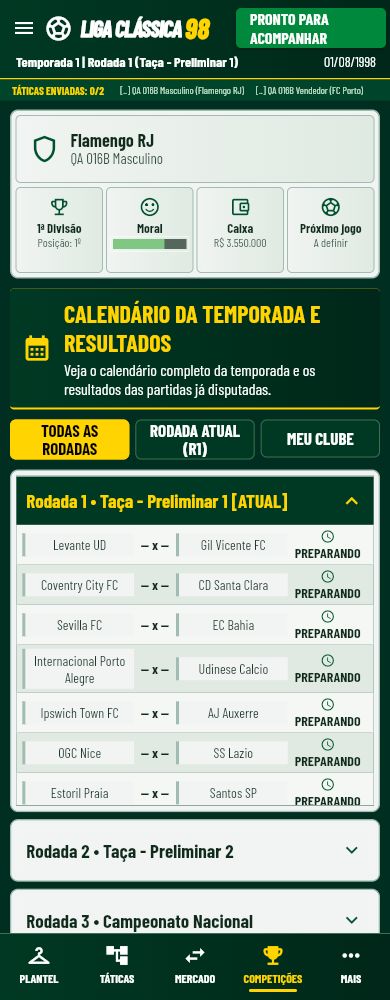 LIGA CLÁSSICA 98
PRONTO PARA
ACOMPANHAR
Temporada 1 | Rodada 1 (Taça - Preliminar 1)
01/08/1998
TÁTICAS ENVIADAS: 0/2
[..] QA 016B Masculino (Flamengo RJ)
[..] QA 016B Vendedor (FC Porto)
Flamengo RJ
QA 016B Masculino
1ª Divisão
Posição: 1º
Moral
Caixa
R$ 3.550.000
Próximo jogo
A definir
CALENDÁRIO DA TEMPORADA E
RESULTADOS
Veja o calendário completo da temporada e os
resultados das partidas já disputadas.
TODAS AS
RODADAS
RODADA ATUAL
(R1)
MEU CLUBE
Rodada 1 • Taça - Preliminar 1 [ATUAL]
Levante UD – x – Gil Vicente FC PREPARANDO
Coventry City FC – x – CD Santa Clara PREPARANDO
Sevilla FC – x – EC Bahia PREPARANDO
Internacional Porto
Alegre – x – Udinese Calcio PREPARANDO
Ipswich Town FC – x – AJ Auxerre PREPARANDO
OGC Nice – x – SS Lazio PREPARANDO
Estoril Praia – x – Santos SP PREPARANDO
Rodada 2 • Taça - Preliminar 2
Rodada 3 • Campeonato Nacional
PLANTEL
TÁTICAS
MERCADO
COMPETIÇÕES
MAIS